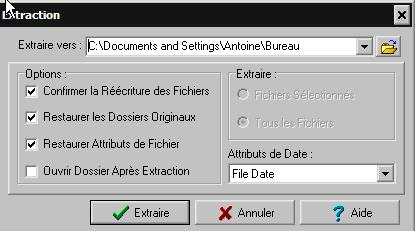 Extraction
Extraire vers : C:\Documents and Settings\Antoine\Bureau
Options :
Confirmer la Réécriture des Fichiers
Restaurer les Dossiers Originaux
Restaurer Attributs de Fichier
Ouvrir Dossier Après Extraction
Extraire :
Fichiers Sélectionnés
Tous les Fichiers
Attributs de Date :
File Date
Extraire Annuler Aide